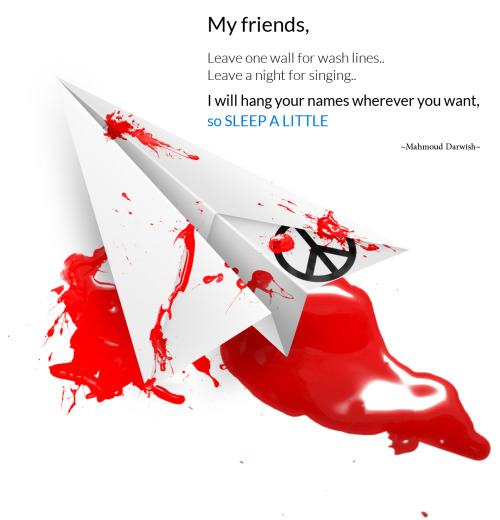 My friends,
Leave one wall for wash lines..
Leave a night for singing..
I will hang your names wherever you want,
so SLEEP A LITTLE
~Mahmoud Darwish~